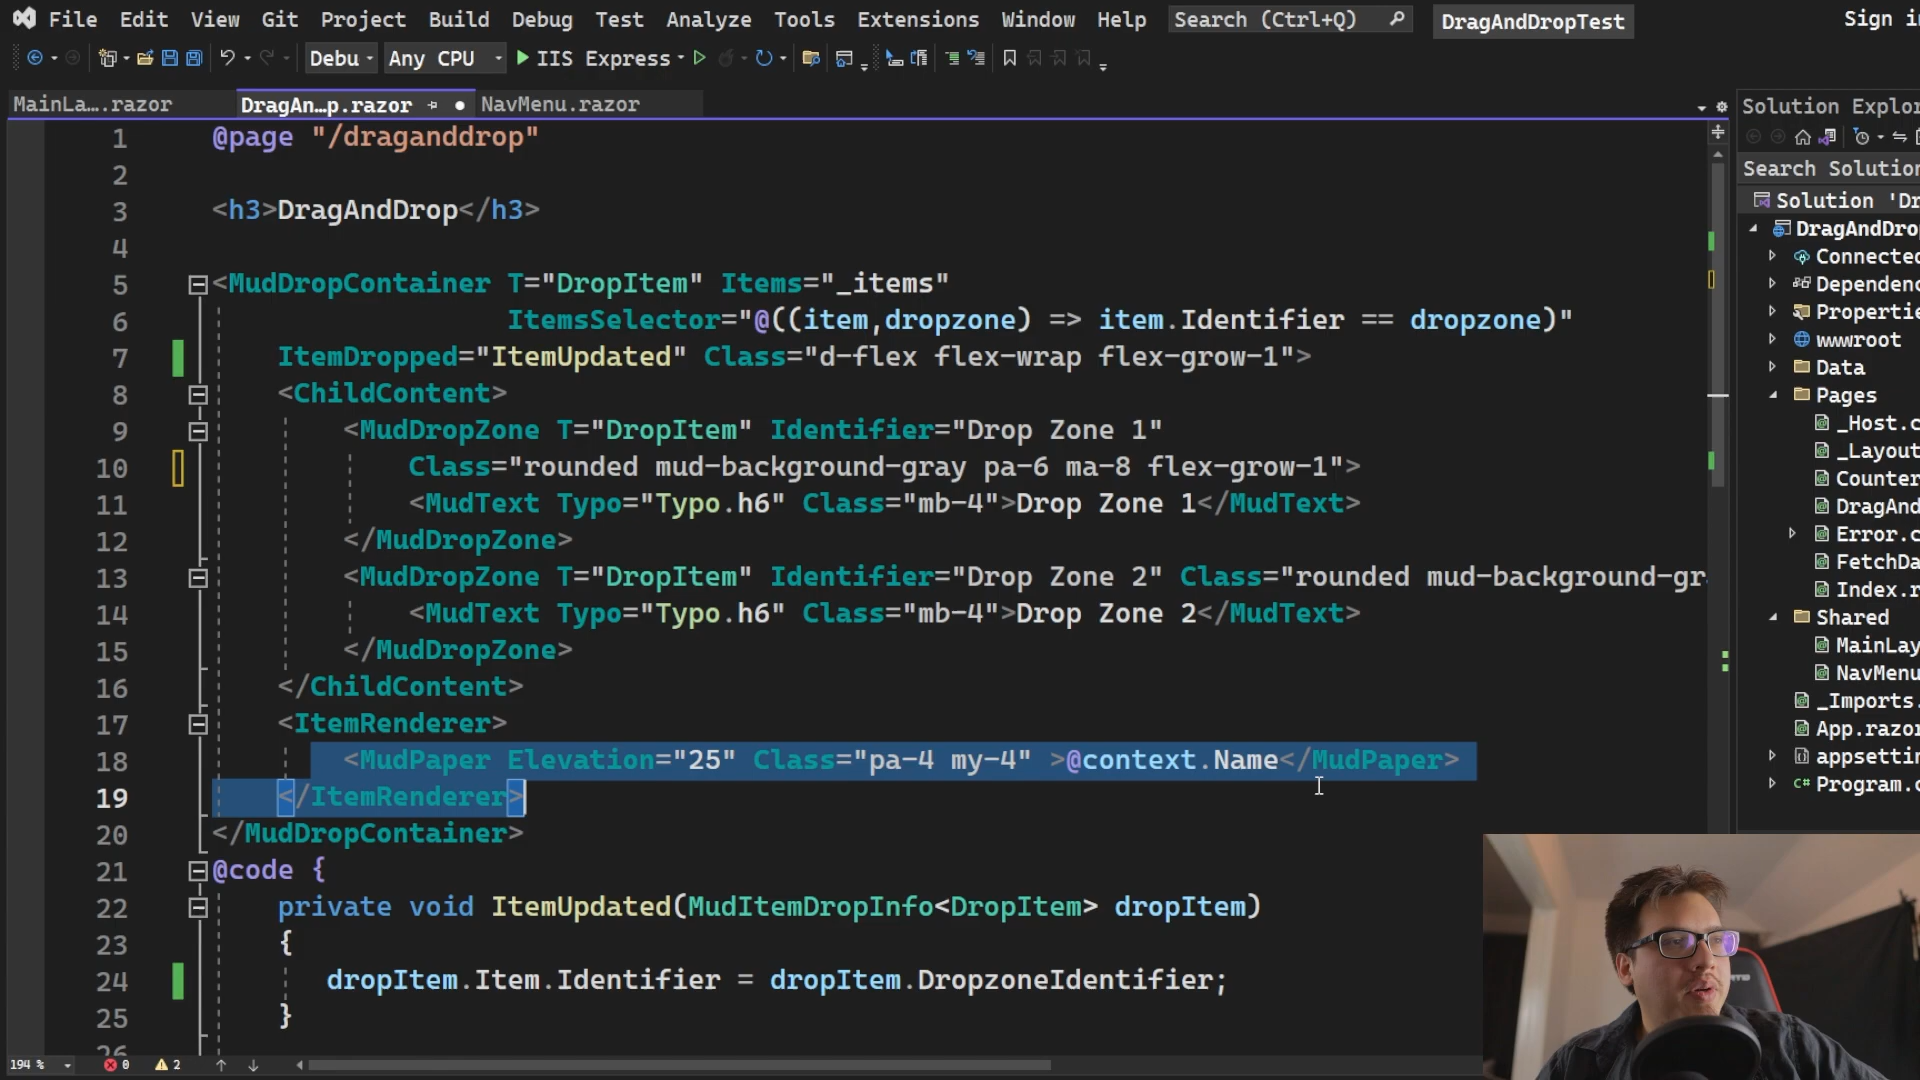 File Edit View Git Project Build Debug Test Analyze Tools Extensions Window Help Search (Ctrl+Q) DragAndDropTest Sign
Debu Any CPU IIS Express
MainLa….razor DragAn…p.razor NavMenu.razor
1 @page "/draganddrop"
2
3 <h3>DragAndDrop</h3>
4
5 <MudDropContainer T="DropItem" Items="_items"
6 ItemsSelector="@((item,dropzone) => item.Identifier == dropzone)"
7 ItemDropped="ItemUpdated" Class="d-flex flex-wrap flex-grow-1">
8 <ChildContent>
9 <MudDropZone T="DropItem" Identifier="Drop Zone 1"
10 Class="rounded mud-background-gray pa-6 ma-8 flex-grow-1">
11 <MudText Typo="Typo.h6" Class="mb-4">Drop Zone 1</MudText>
12 </MudDropZone>
13 <MudDropZone T="DropItem" Identifier="Drop Zone 2" Class="rounded mud-background-gr
14 <MudText Typo="Typo.h6" Class="mb-4">Drop Zone 2</MudText>
15 </MudDropZone>
16 </ChildContent>
17 <ItemRenderer>
18 <MudPaper Elevation="25" Class="pa-4 my-4" >@context.Name</MudPaper>
19 </ItemRenderer>
20 </MudDropContainer>
21 @code {
22 private void ItemUpdated(MudItemDropInfo<DropItem> dropItem)
23 {
24 dropItem.Item.Identifier = dropItem.DropzoneIdentifier;
25 }
26
194 % 0 2
Solution Explor
Search Solution
Solution 'Dr
DragAndDro
Connected
Dependenc
Propertie
wwwroot
Data
Pages
_Host.c
_Layout
Counter
DragAnd
Error.c
FetchDa
Index.r
Shared
MainLay
NavMenu
_Imports.
App.razor
appsettin
C# Program.c